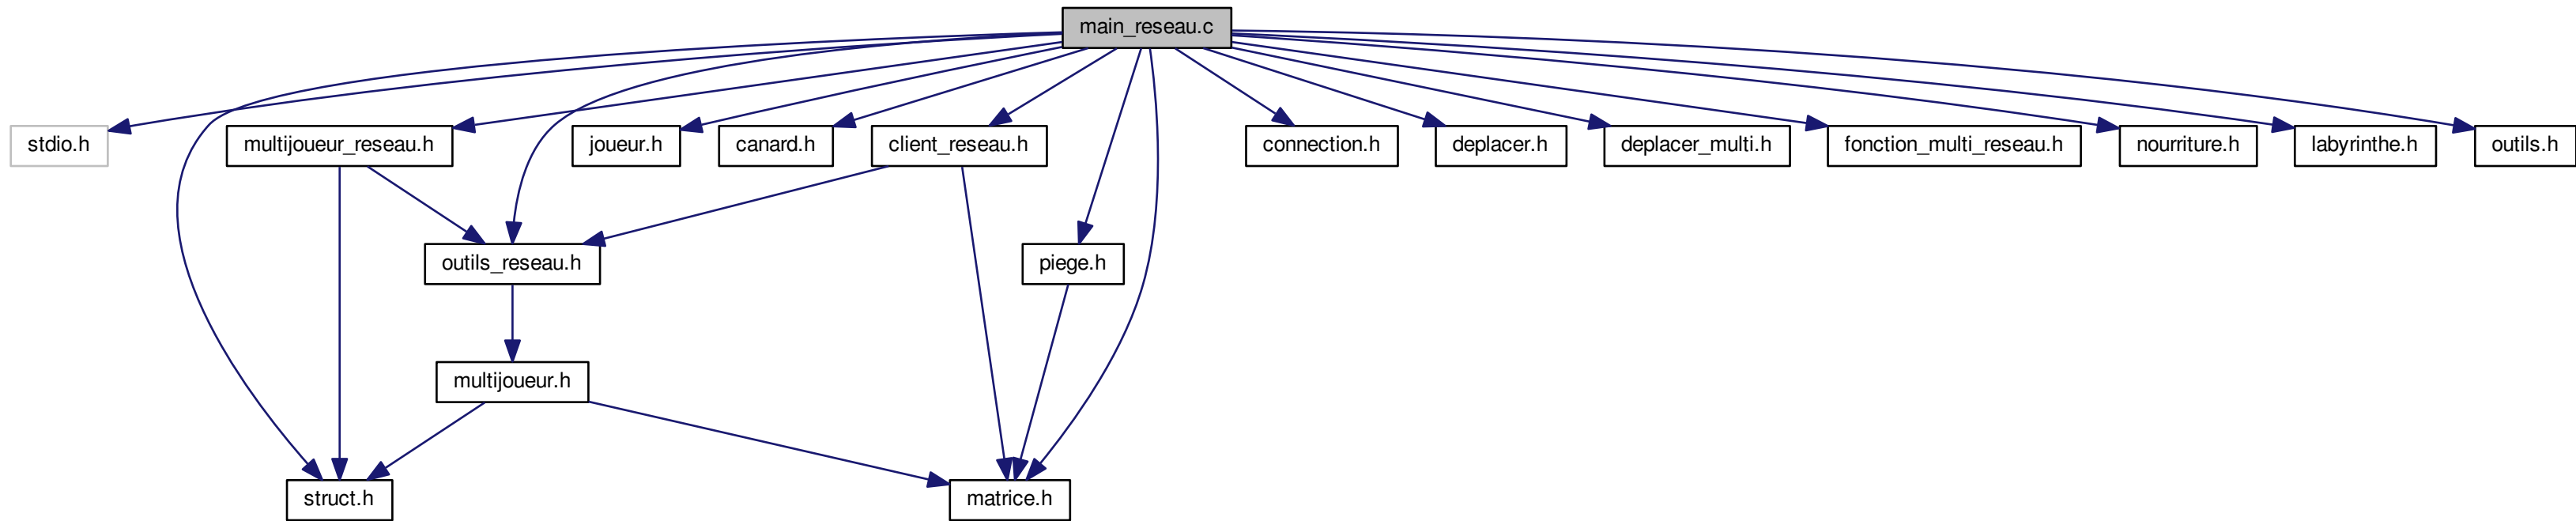 main_reseau.c
stdio.h
multijoueur_reseau.h
joueur.h
canard.h
client_reseau.h
connection.h
deplacer.h
deplacer_multi.h
fonction_multi_reseau.h
nourriture.h
labyrinthe.h
outils.h
outils_reseau.h
piege.h
multijoueur.h
struct.h
matrice.h